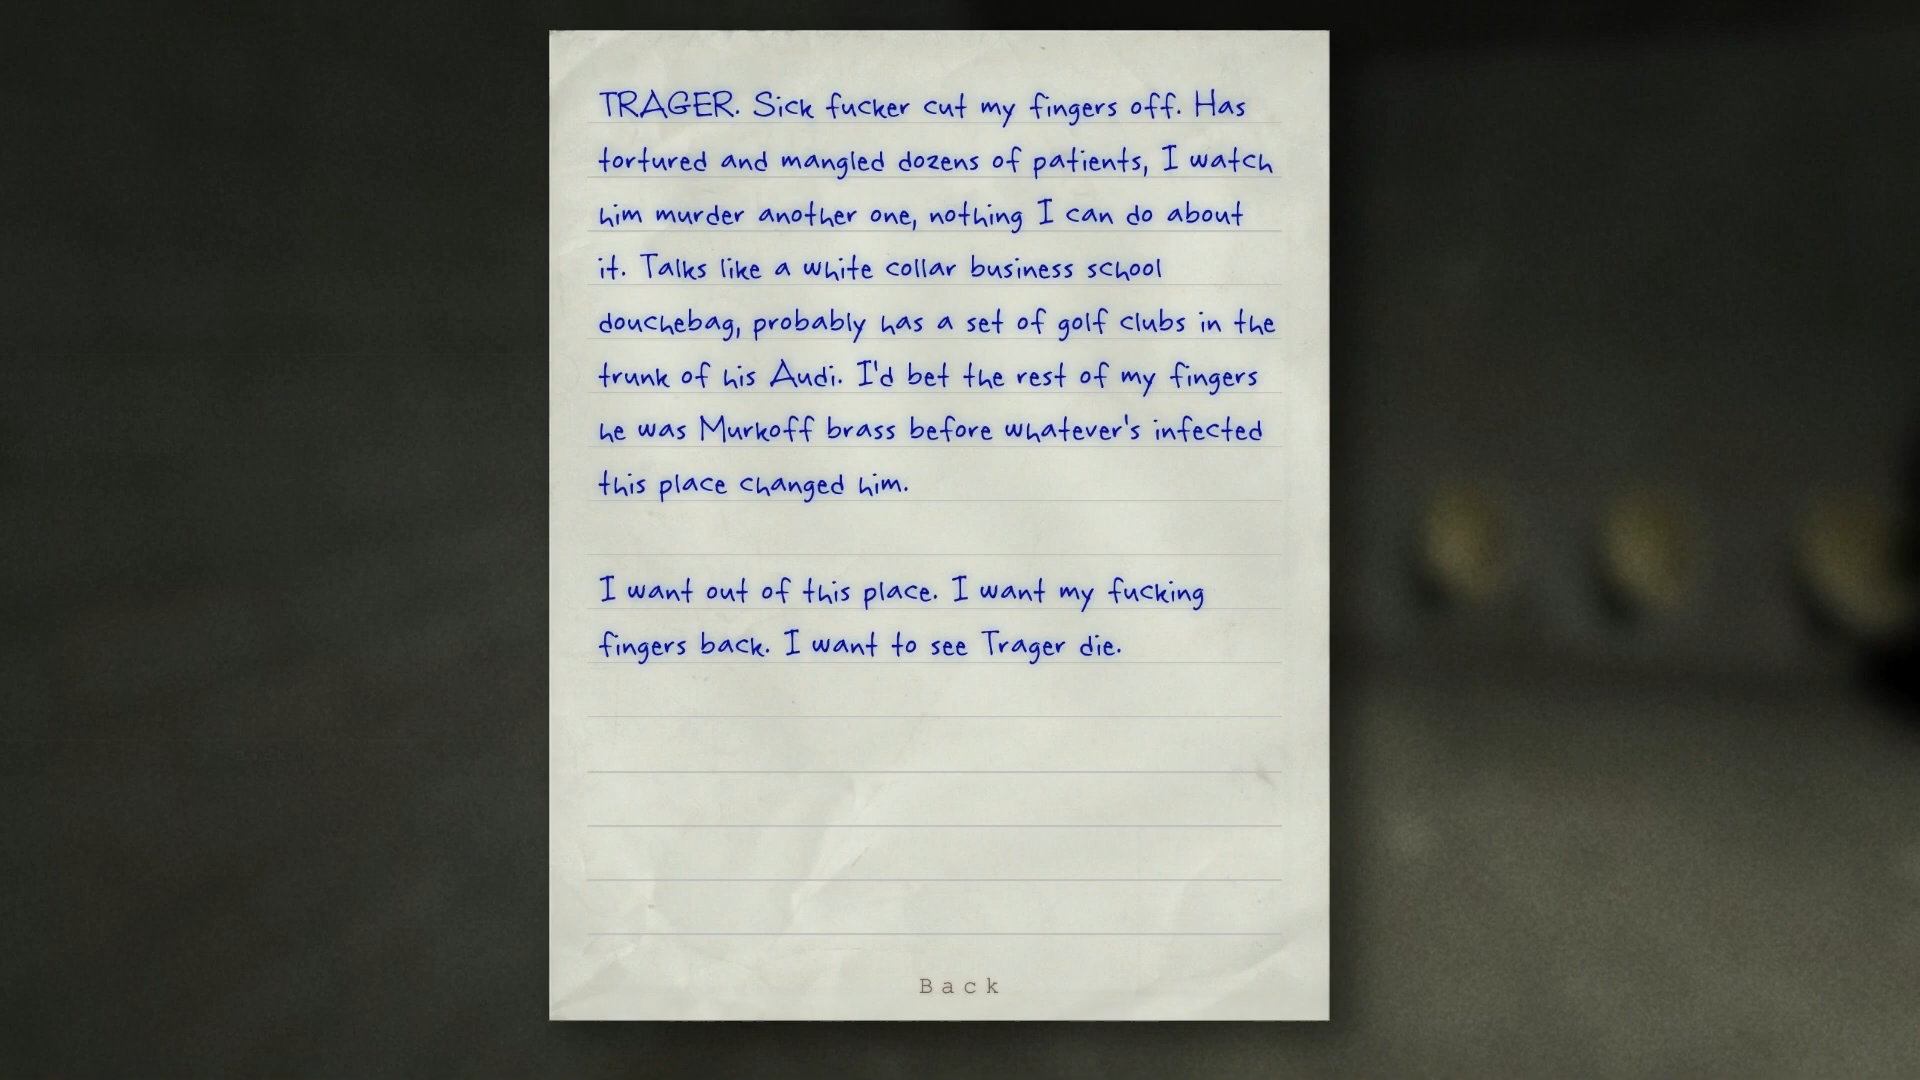 TRAGER. Sick fucker cut my fingers off. Has
tortured and mangled dozens of patients, I watch
him murder another one, nothing I can do about
it. Talks like a white collar business school
douchebag, probably has a set of golf clubs in the
trunk of his Audi. I'd bet the rest of my fingers
he was Murkoff brass before whatever's infected
this place changed him.
I want out of this place. I want my fucking
fingers back. I want to see Trager die.
Back